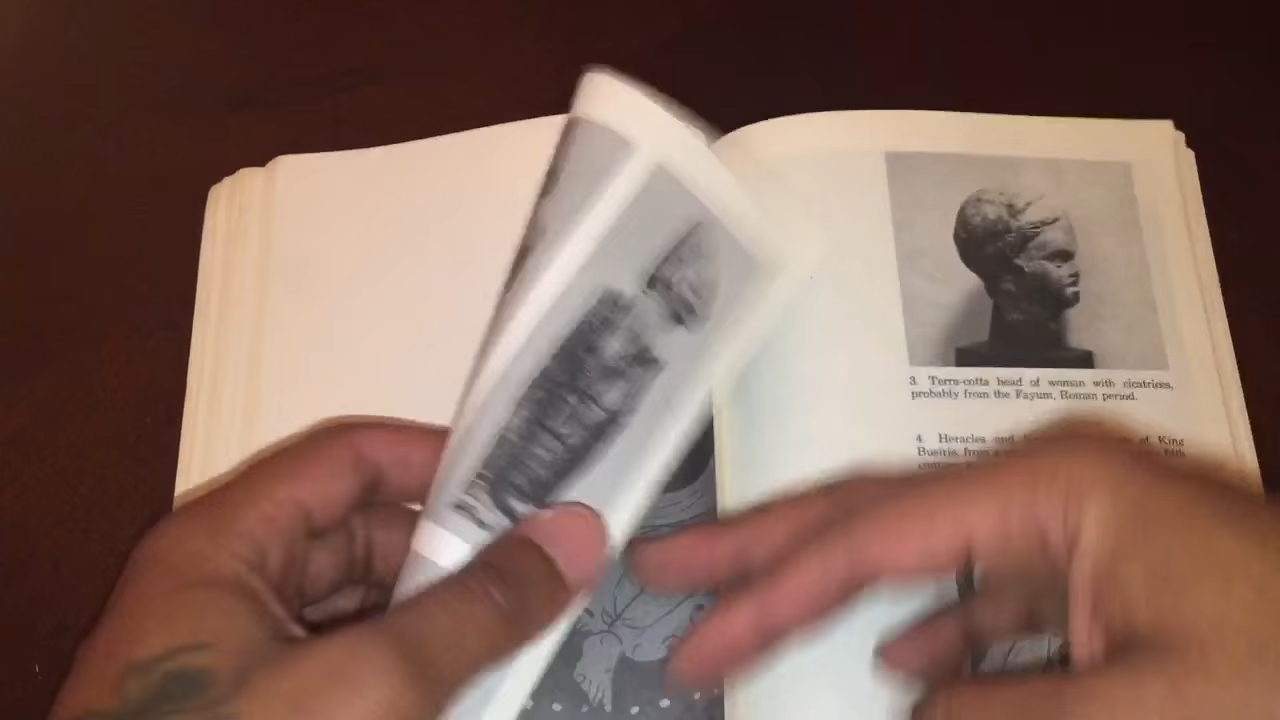 3. Terra-cotta head of woman with cicatrices,
probably from the Fayum, Roman period.
4. Heracles and of King
Busiris, from a 6th